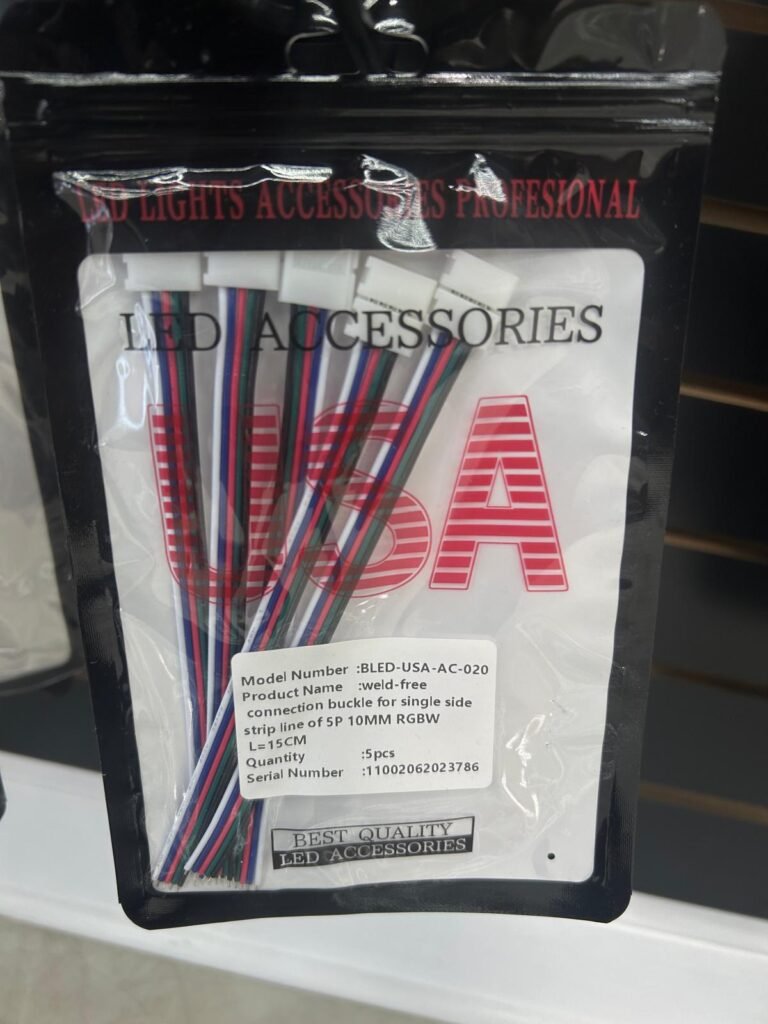 LED LIGHTS ACCESSORIES PROFESIONAL
LED ACCESSORIES
USA
Model Number :BLED-USA-AC-020
Product Name :weld-free
connection buckle for single side
strip line of 5P 10MM RGBW
L=15CM
Quantity :5pcs
Serial Number :11002062023786
BEST QUALITY
LED ACCESSORIES